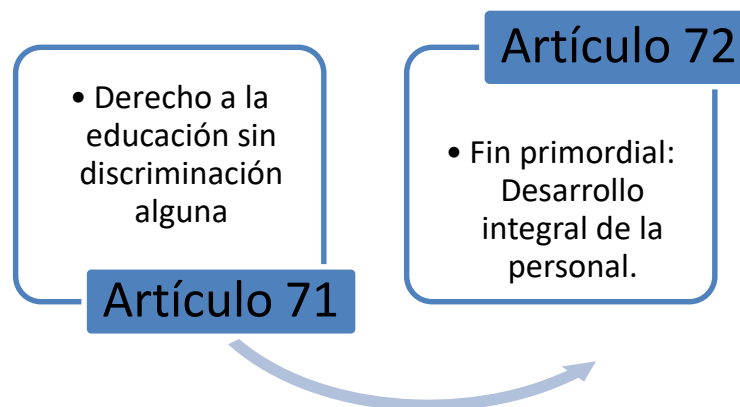 • Derecho a la
educación sin
discriminación
alguna
Artículo 71
Artículo 72
• Fin primordial:
Desarrollo
integral de la
personal.